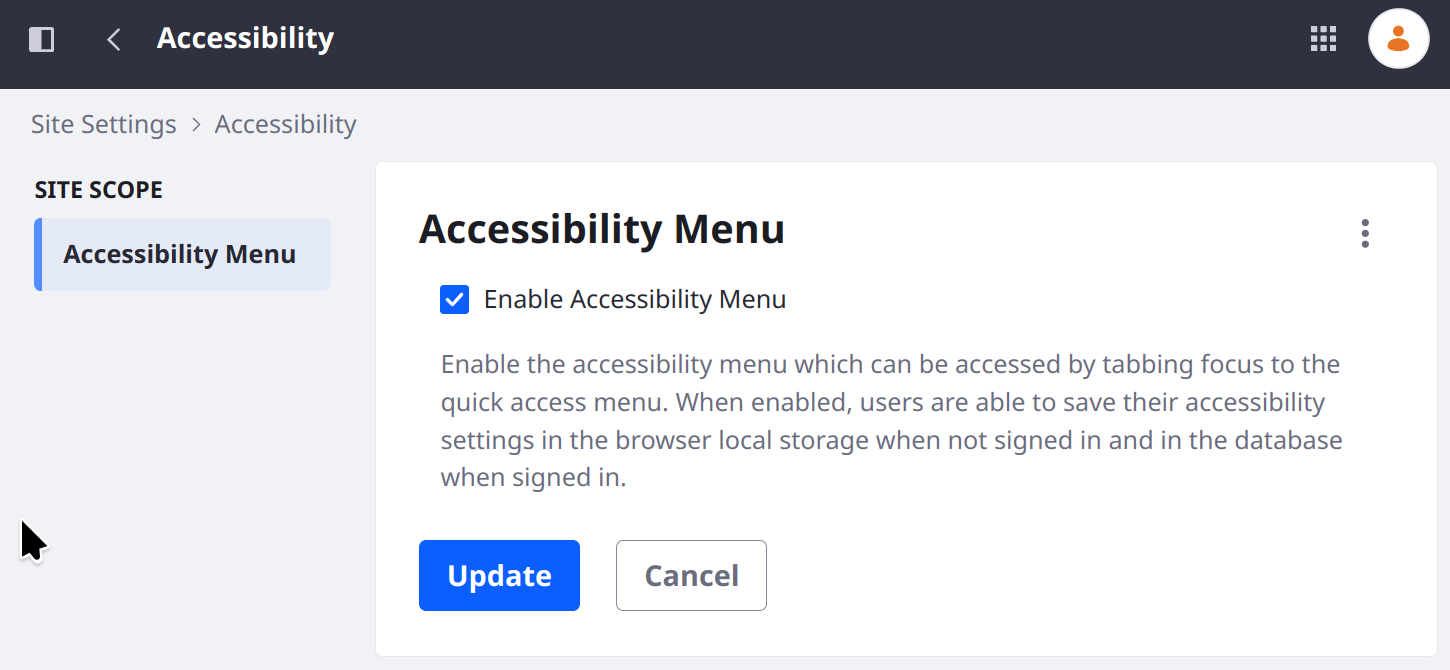 Accessibility
Site Settings > Accessibility
SITE SCOPE
Accessibility Menu
Accessibility Menu
Enable Accessibility Menu
Enable the accessibility menu which can be accessed by tabbing focus to the
quick access menu. When enabled, users are able to save their accessibility
settings in the browser local storage when not signed in and in the database
when signed in.
Update
Cancel